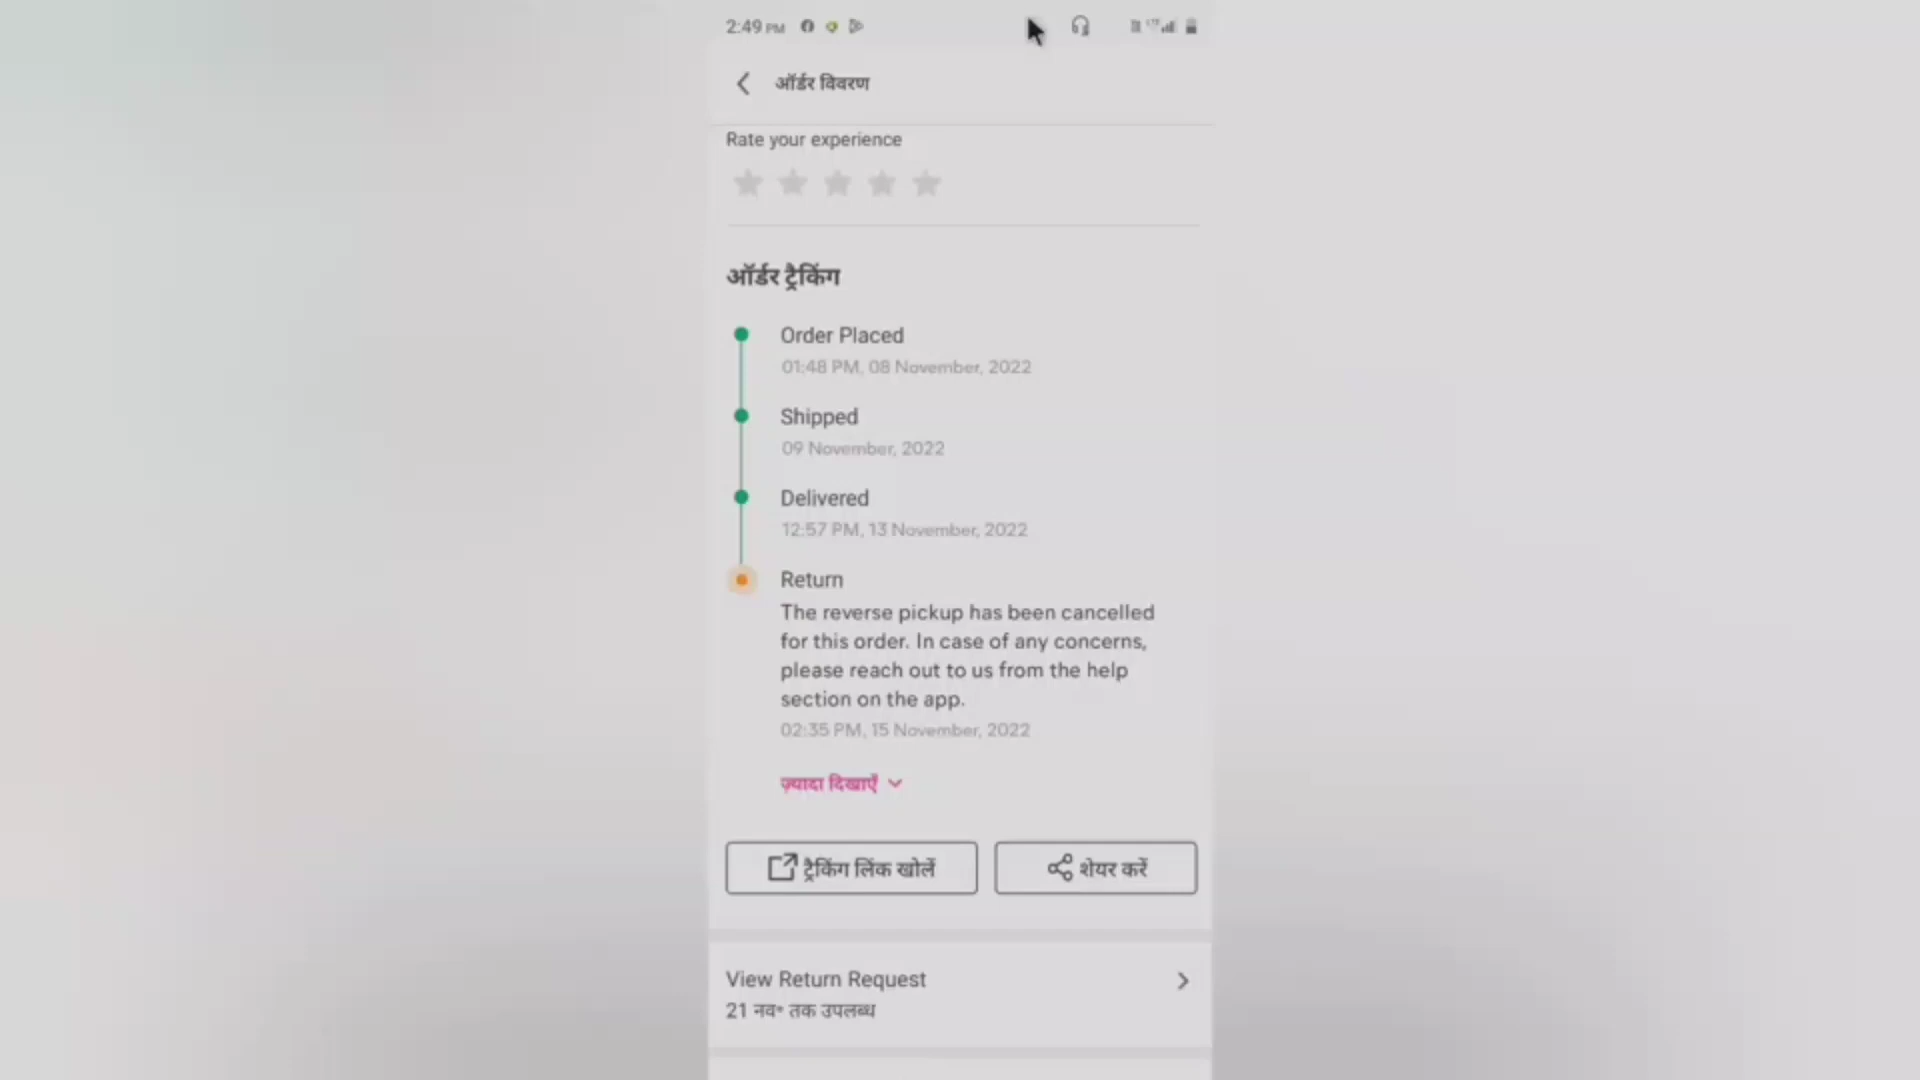 2:49 PM
ऑर्डर विवरण
Rate your experience
ऑर्डर ट्रैकिंग
Order Placed
01:48 PM, 08 November, 2022
Shipped
09 November, 2022
Delivered
12:57 PM, 13 November, 2022
Return
The reverse pickup has been cancelled
for this order. In case of any concerns,
please reach out to us from the help
section on the app.
02:35 PM, 15 November, 2022
ज़्यादा दिखाएँ
ट्रैकिंग लिंक खोलें
शेयर करें
View Return Request
21 नव॰ तक उपलब्ध